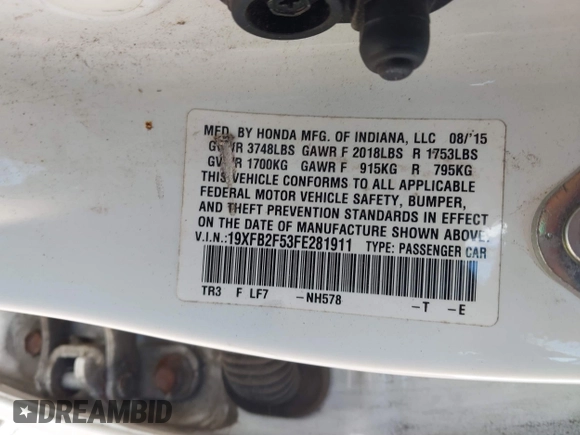 MFD. BY HONDA MFG. OF INDIANA, LLC 08/'15
GVWR 3748LBS GAWR F 2018LBS R 1753LBS
GVWR 1700KG GAWR F 915KG R 795KG
THIS VEHICLE CONFORMS TO ALL APPLICABLE
FEDERAL MOTOR VEHICLE SAFETY, BUMPER,
AND THEFT PREVENTION STANDARDS IN EFFECT
ON THE DATE OF MANUFACTURE SHOWN ABOVE.
V.I.N.:19XFB2F53FE281911 TYPE: PASSENGER CAR
TR3 F LF7 -NH578 -T -E
DREAMBID